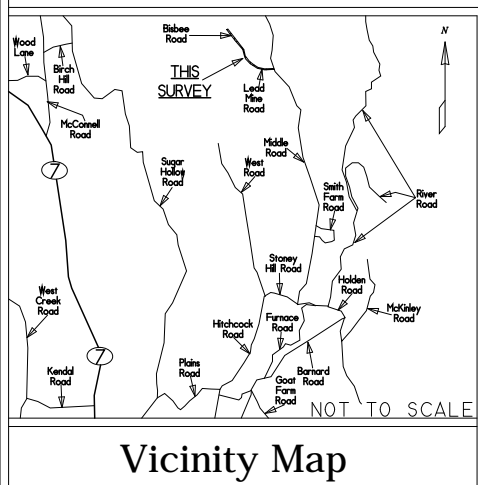 Bisbee
Road
N
Wood
Lane
Birch
Hill
Road
THIS
SURVEY
Lead
Mine
Road
McConnell
Road
Middle
Road
7
Sugar
Hollow
Road
West
Road
Smith
Farm
Road
River
Road
Stoney
Hill Road
Holden
Road
West
Creek
Road
Hitchcock
Road
Furnace
Road
McKinley
Road
7
Kendal
Road
Plains
Road
Barnard
Road
Goat
Farm
Road
NOT TO SCALE
Vicinity Map